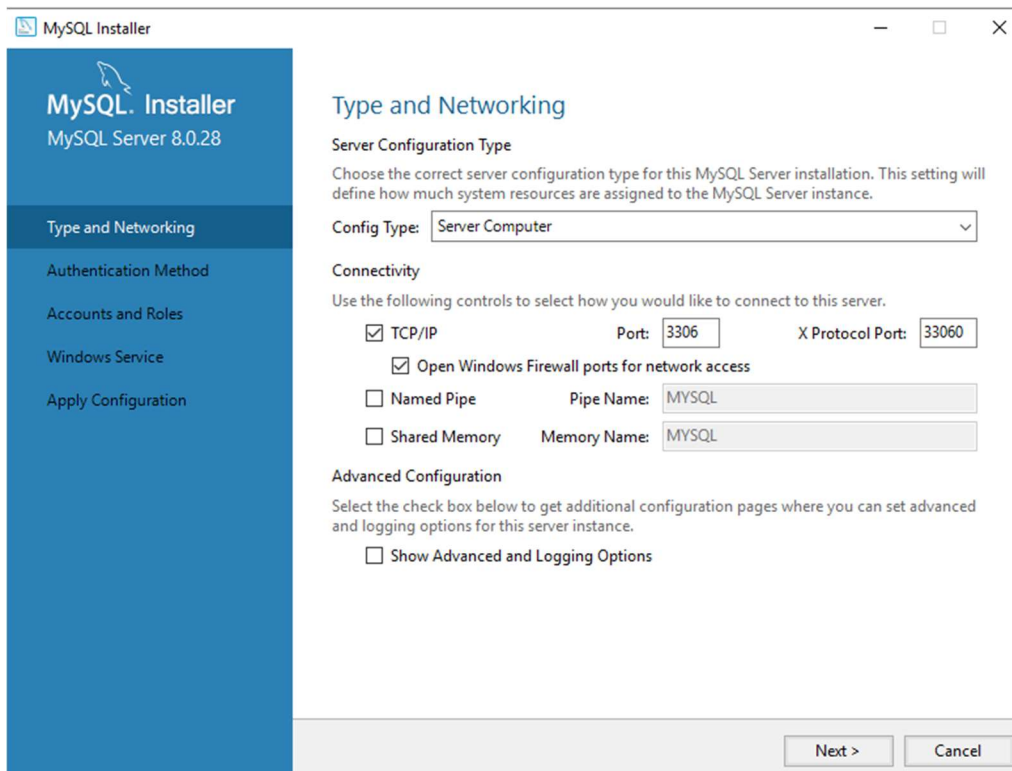 MySQL Installer
MySQL. Installer
MySQL Server 8.0.28
Type and Networking
Authentication Method
Accounts and Roles
Windows Service
Apply Configuration
Type and Networking
Server Configuration Type
Choose the correct server configuration type for this MySQL Server installation. This setting will
define how much system resources are assigned to the MySQL Server instance.
Config Type: Server Computer
Connectivity
Use the following controls to select how you would like to connect to this server.
TCP/IP Port: 3306 X Protocol Port: 33060
Open Windows Firewall ports for network access
Named Pipe Pipe Name: MYSQL
Shared Memory Memory Name: MYSQL
Advanced Configuration
Select the check box below to get additional configuration pages where you can set advanced
and logging options for this server instance.
Show Advanced and Logging Options
Next > Cancel